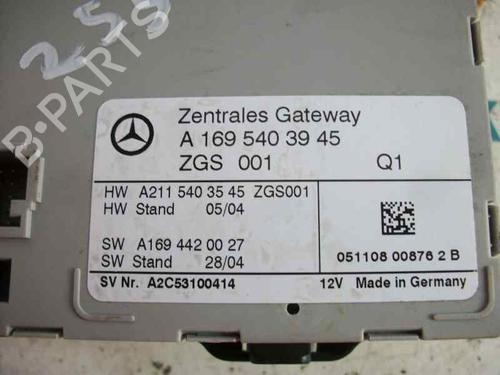 253
B-PARTS
Zentrales Gateway
A 169 540 39 45
ZGS 001 Q1
HW A211 540 35 45 ZGS001
HW Stand 05/04
SW A169 442 00 27
SW Stand 28/04
051108 00876 2 B
SV Nr. A2C53100414 12V Made in Germany